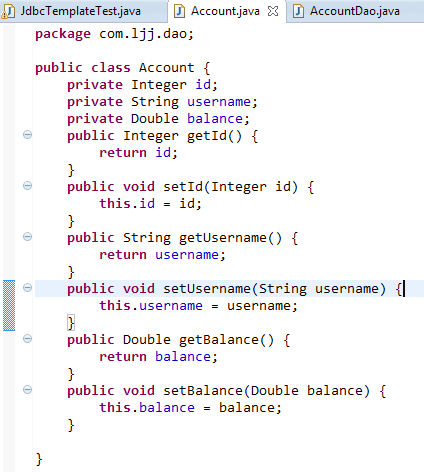 JdbcTemplateTest.java Account.java AccountDao.java
package com.ljj.dao;
public class Account {
    private Integer id;
    private String username;
    private Double balance;
    public Integer getId() {
        return id;
    }
    public void setId(Integer id) {
        this.id = id;
    }
    public String getUsername() {
        return username;
    }
    public void setUsername(String username) {
        this.username = username;
    }
    public Double getBalance() {
        return balance;
    }
    public void setBalance(Double balance) {
        this.balance = balance;
    }
}